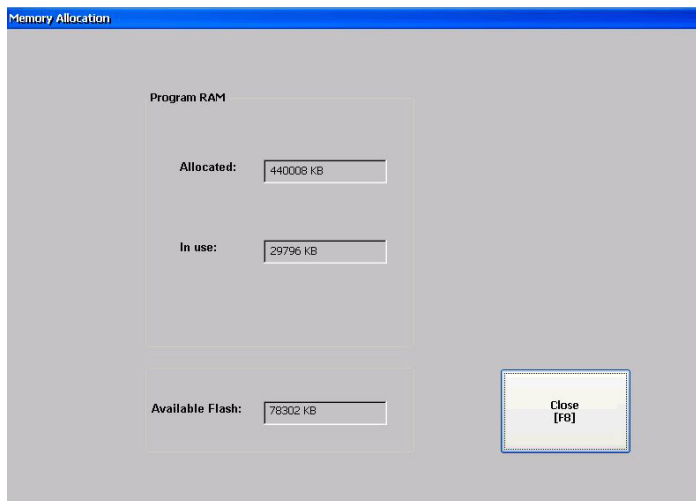 Memory Allocation
Program RAM
Allocated: 440008 KB
In use: 29796 KB
Available Flash: 78302 KB
Close
[F8]